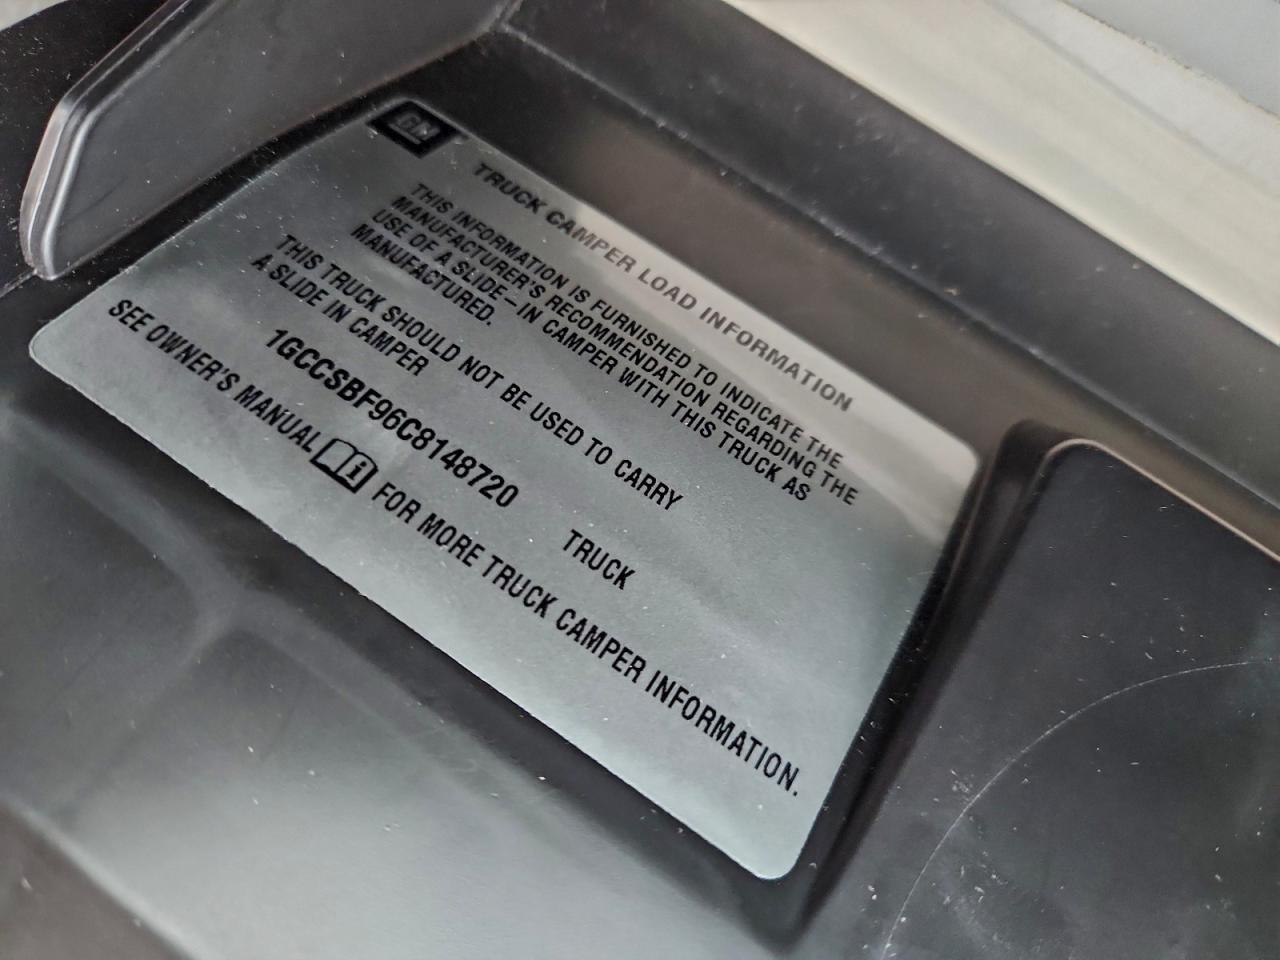 GM
TRUCK CAMPER LOAD INFORMATION
THIS INFORMATION IS FURNISHED TO INDICATE THE
MANUFACTURER'S RECOMMENDATION REGARDING THE
USE OF A SLIDE–IN CAMPER WITH THIS TRUCK AS
MANUFACTURED.
THIS TRUCK SHOULD NOT BE USED TO CARRY
A SLIDE IN CAMPER
1GCCSBF96C8148720 TRUCK
SEE OWNER'S MANUAL FOR MORE TRUCK CAMPER INFORMATION.